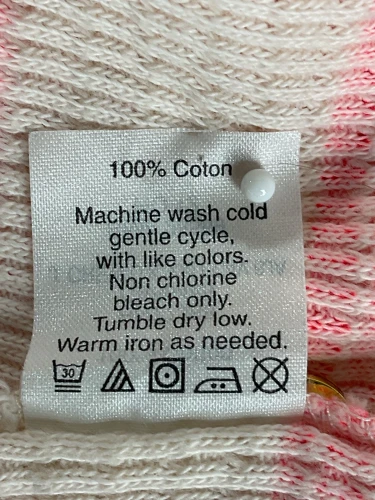 100% Coton
Machine wash cold
gentle cycle,
with like colors.
Non chlorine
bleach only.
Tumble dry low.
Warm iron as needed.
30